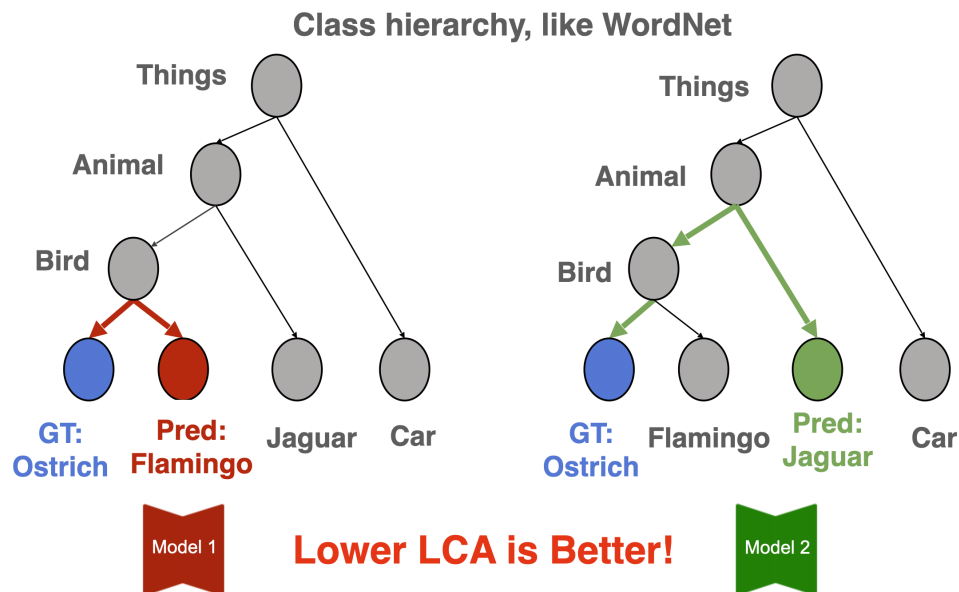 Class hierarchy, like WordNet
Things
Animal
Bird
GT:
Ostrich
Pred:
Flamingo
Jaguar
Car
Things
Animal
Bird
GT:
Ostrich
Flamingo
Pred:
Jaguar
Car
Model 1
Lower LCA is Better!
Model 2